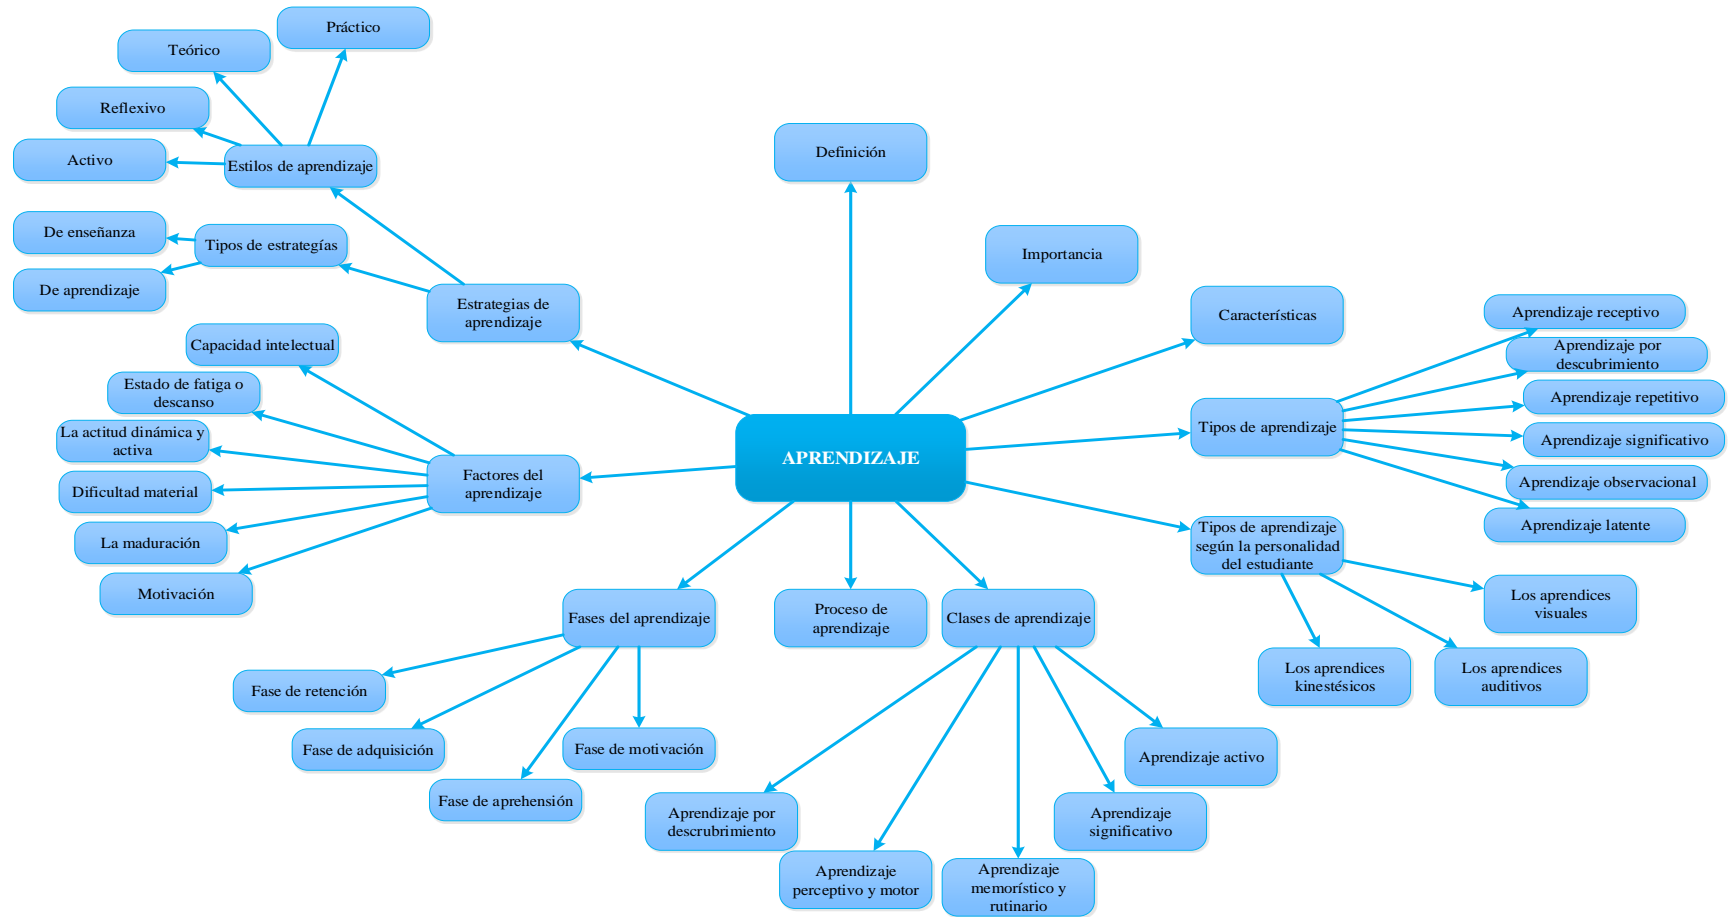 Práctico
Teórico
Reflexivo
Activo
Estilos de aprendizaje
De enseñanza
Tipos de estrategías
De aprendizaje
Estrategias de
aprendizaje
Definición
Importancia
Características
Capacidad intelectual
Estado de fatiga o
descanso
La actitud dinámica y
activa
Dificultad material
La maduración
Motivación
Factores del
aprendizaje
APRENDIZAJE
Tipos de aprendizaje
Aprendizaje receptivo
Aprendizaje por
descubrimiento
Aprendizaje repetitivo
Aprendizaje significativo
Aprendizaje observacional
Aprendizaje latente
Tipos de aprendizaje
según la personalidad
del estudiante
Los aprendices
visuales
Los aprendices
auditivos
Los aprendices
kinestésicos
Fases del aprendizaje
Fase de retención
Fase de adquisición
Fase de aprehensión
Fase de motivación
Proceso de
aprendizaje
Clases de aprendizaje
Aprendizaje por
descrubrimiento
Aprendizaje
perceptivo y motor
Aprendizaje
memorístico y
rutinario
Aprendizaje
significativo
Aprendizaje activo